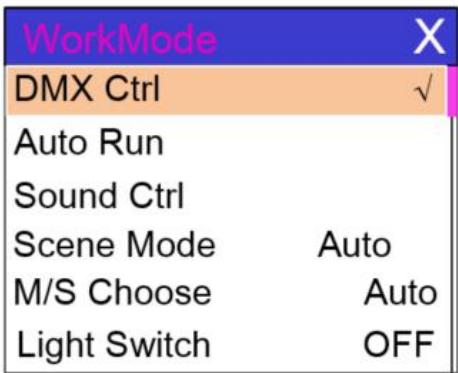 WorkMode X
DMX Ctrl √
Auto Run
Sound Ctrl
Scene Mode Auto
M/S Choose Auto
Light Switch OFF